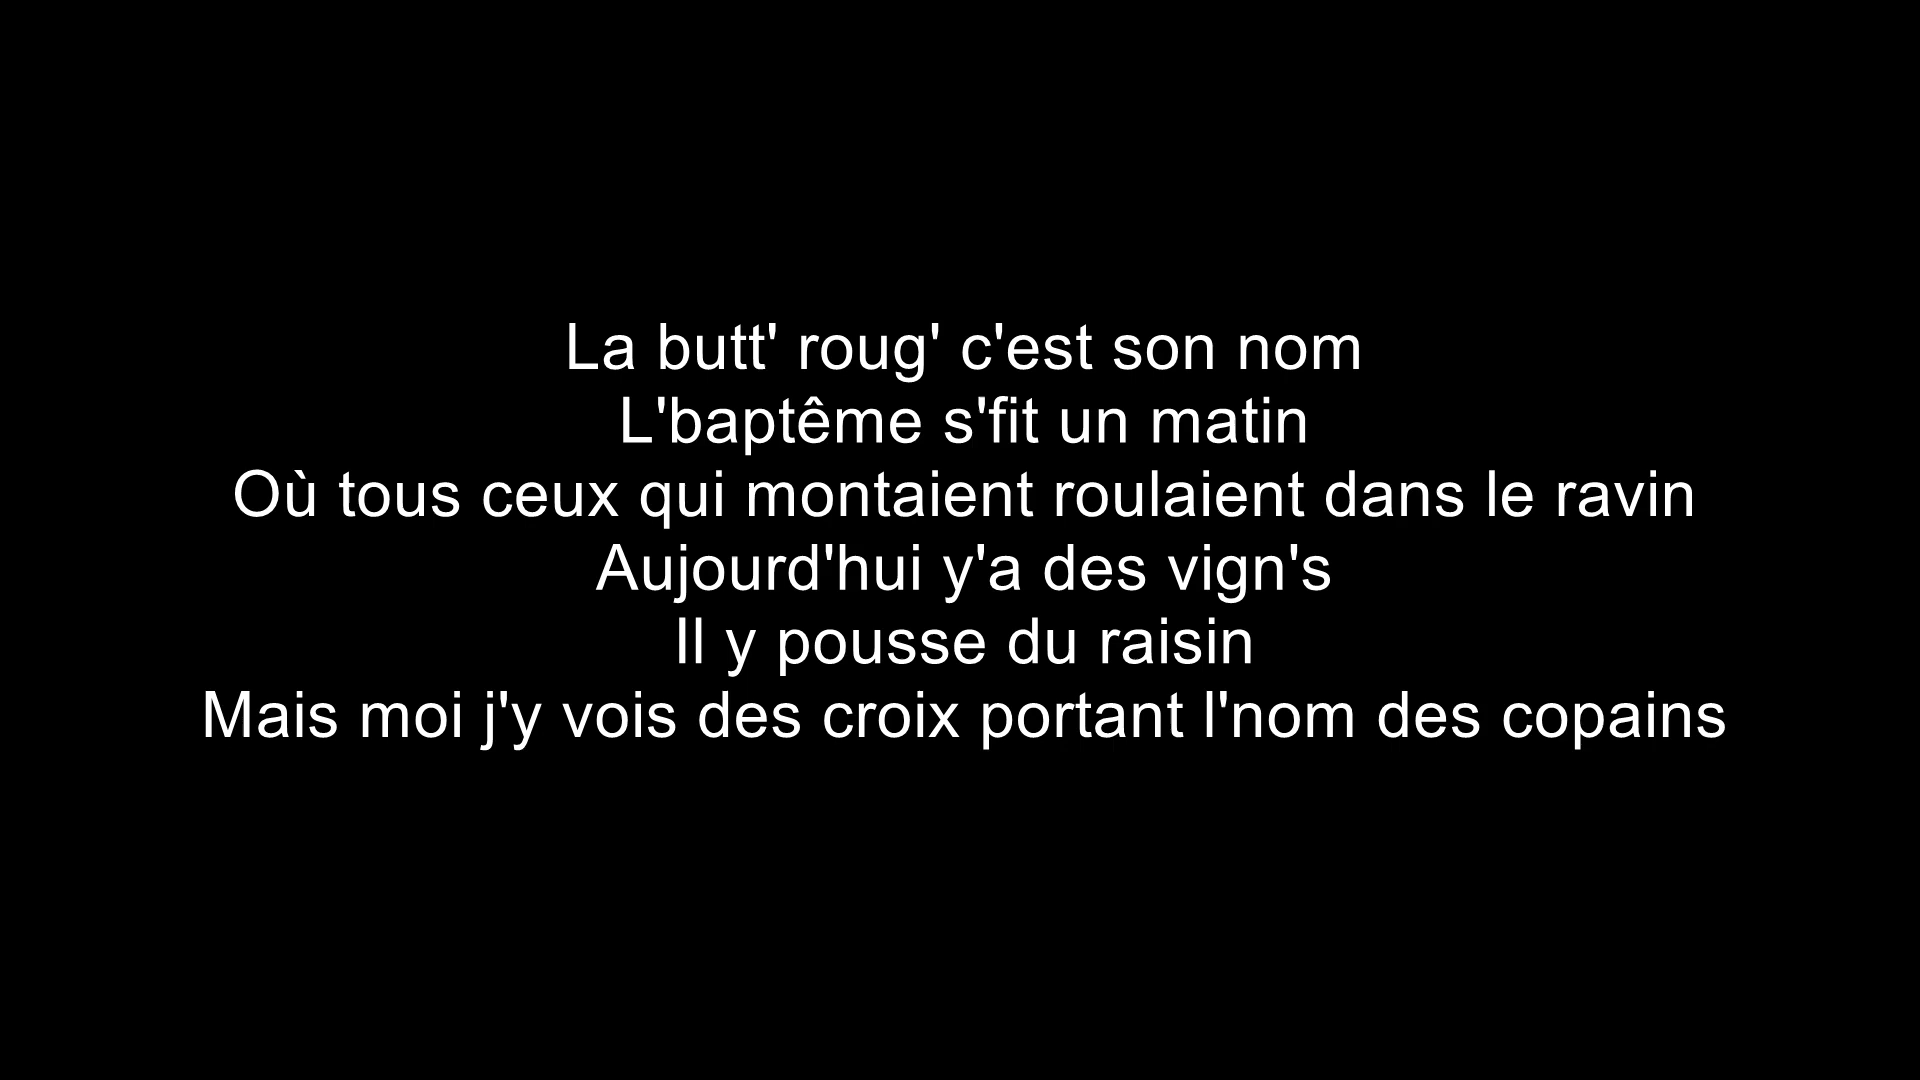 La butt' roug' c'est son nom
L'baptême s'fit un matin
Où tous ceux qui montaient roulaient dans le ravin
Aujourd'hui y'a des vign's
Il y pousse du raisin
Mais moi j'y vois des croix portant l'nom des copains